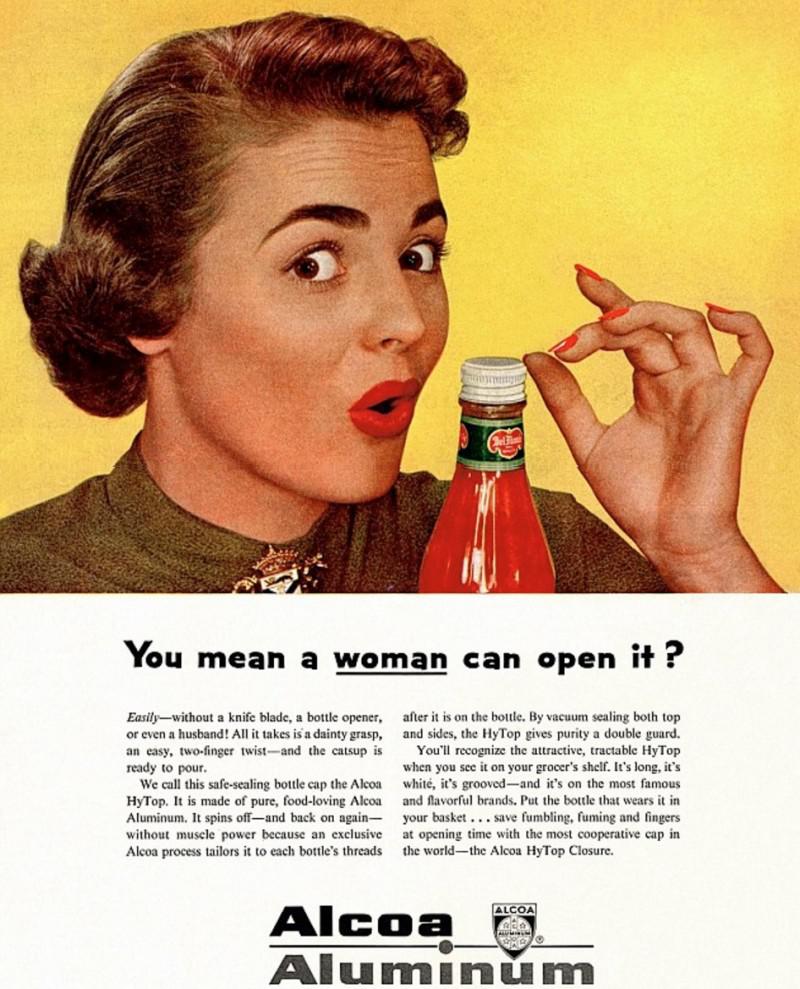 Del Monte
You mean a woman can open it?
Easily—without a knife blade, a bottle opener,
or even a husband! All it takes is a dainty grasp,
an easy, two-finger twist—and the catsup is
ready to pour.
We call this safe-sealing bottle cap the Alcoa
HyTop. It is made of pure, food-loving Alcoa
Aluminum. It spins off—and back on again—
without muscle power because an exclusive
Alcoa process tailors it to each bottle's threads
after it is on the bottle. By vacuum sealing both top
and sides, the HyTop gives purity a double guard.
You'll recognize the attractive, tractable HyTop
when you see it on your grocer's shelf. It's long, it's
white, it's grooved—and it's on the most famous
and flavorful brands. Put the bottle that wears it in
your basket . . . save fumbling, fuming and fingers
at opening time with the most cooperative cap in
the world—the Alcoa HyTop Closure.
Alcoa
ALCOA
ALUMINUM
®
Aluminum